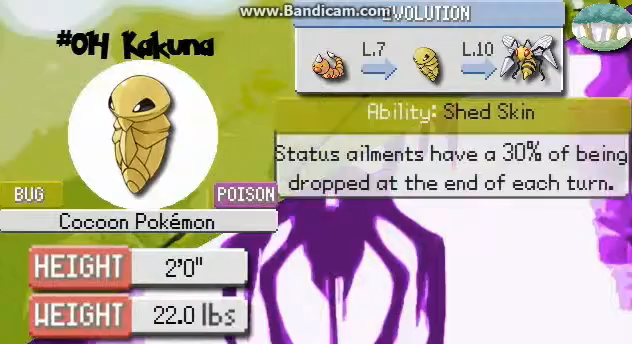 www.Bandicam.com
EVOLUTION
#014 Kakuna
L.7
L.10
Ability: Shed Skin
Status ailments have a 30% of being
dropped at the end of each turn.
BUG
POISON
Cocoon Pokémon
HEIGHT
2'0"
WEIGHT
22.0 lbs